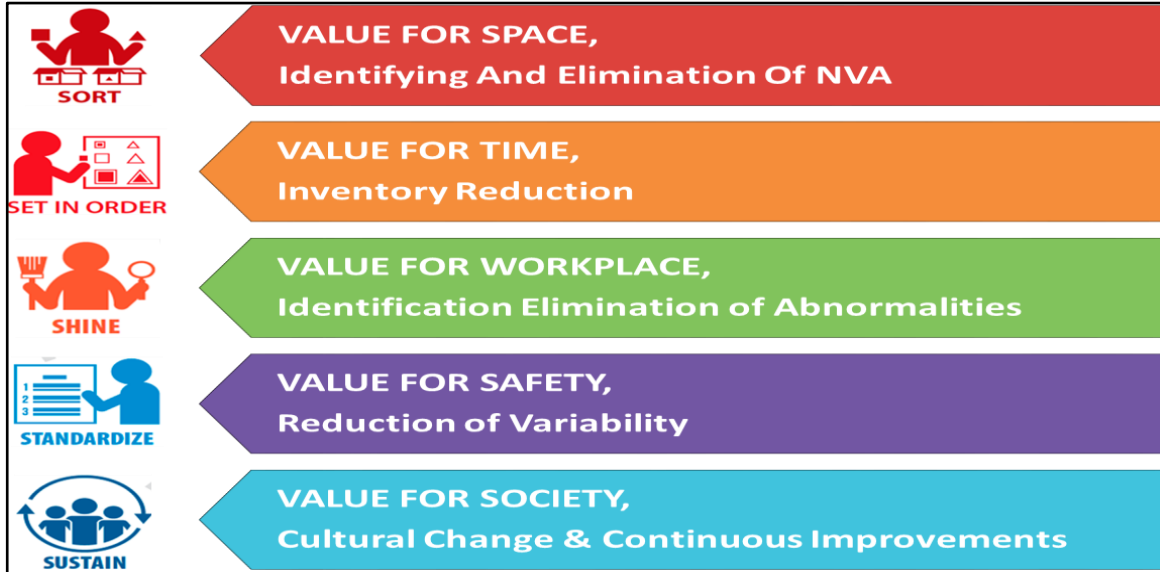 SORT
VALUE FOR SPACE,
Identifying And Elimination Of NVA
SET IN ORDER
VALUE FOR TIME,
Inventory Reduction
SHINE
VALUE FOR WORKPLACE,
Identification Elimination of Abnormalities
1
2
3
STANDARDIZE
VALUE FOR SAFETY,
Reduction of Variability
SUSTAIN
VALUE FOR SOCIETY,
Cultural Change & Continuous Improvements